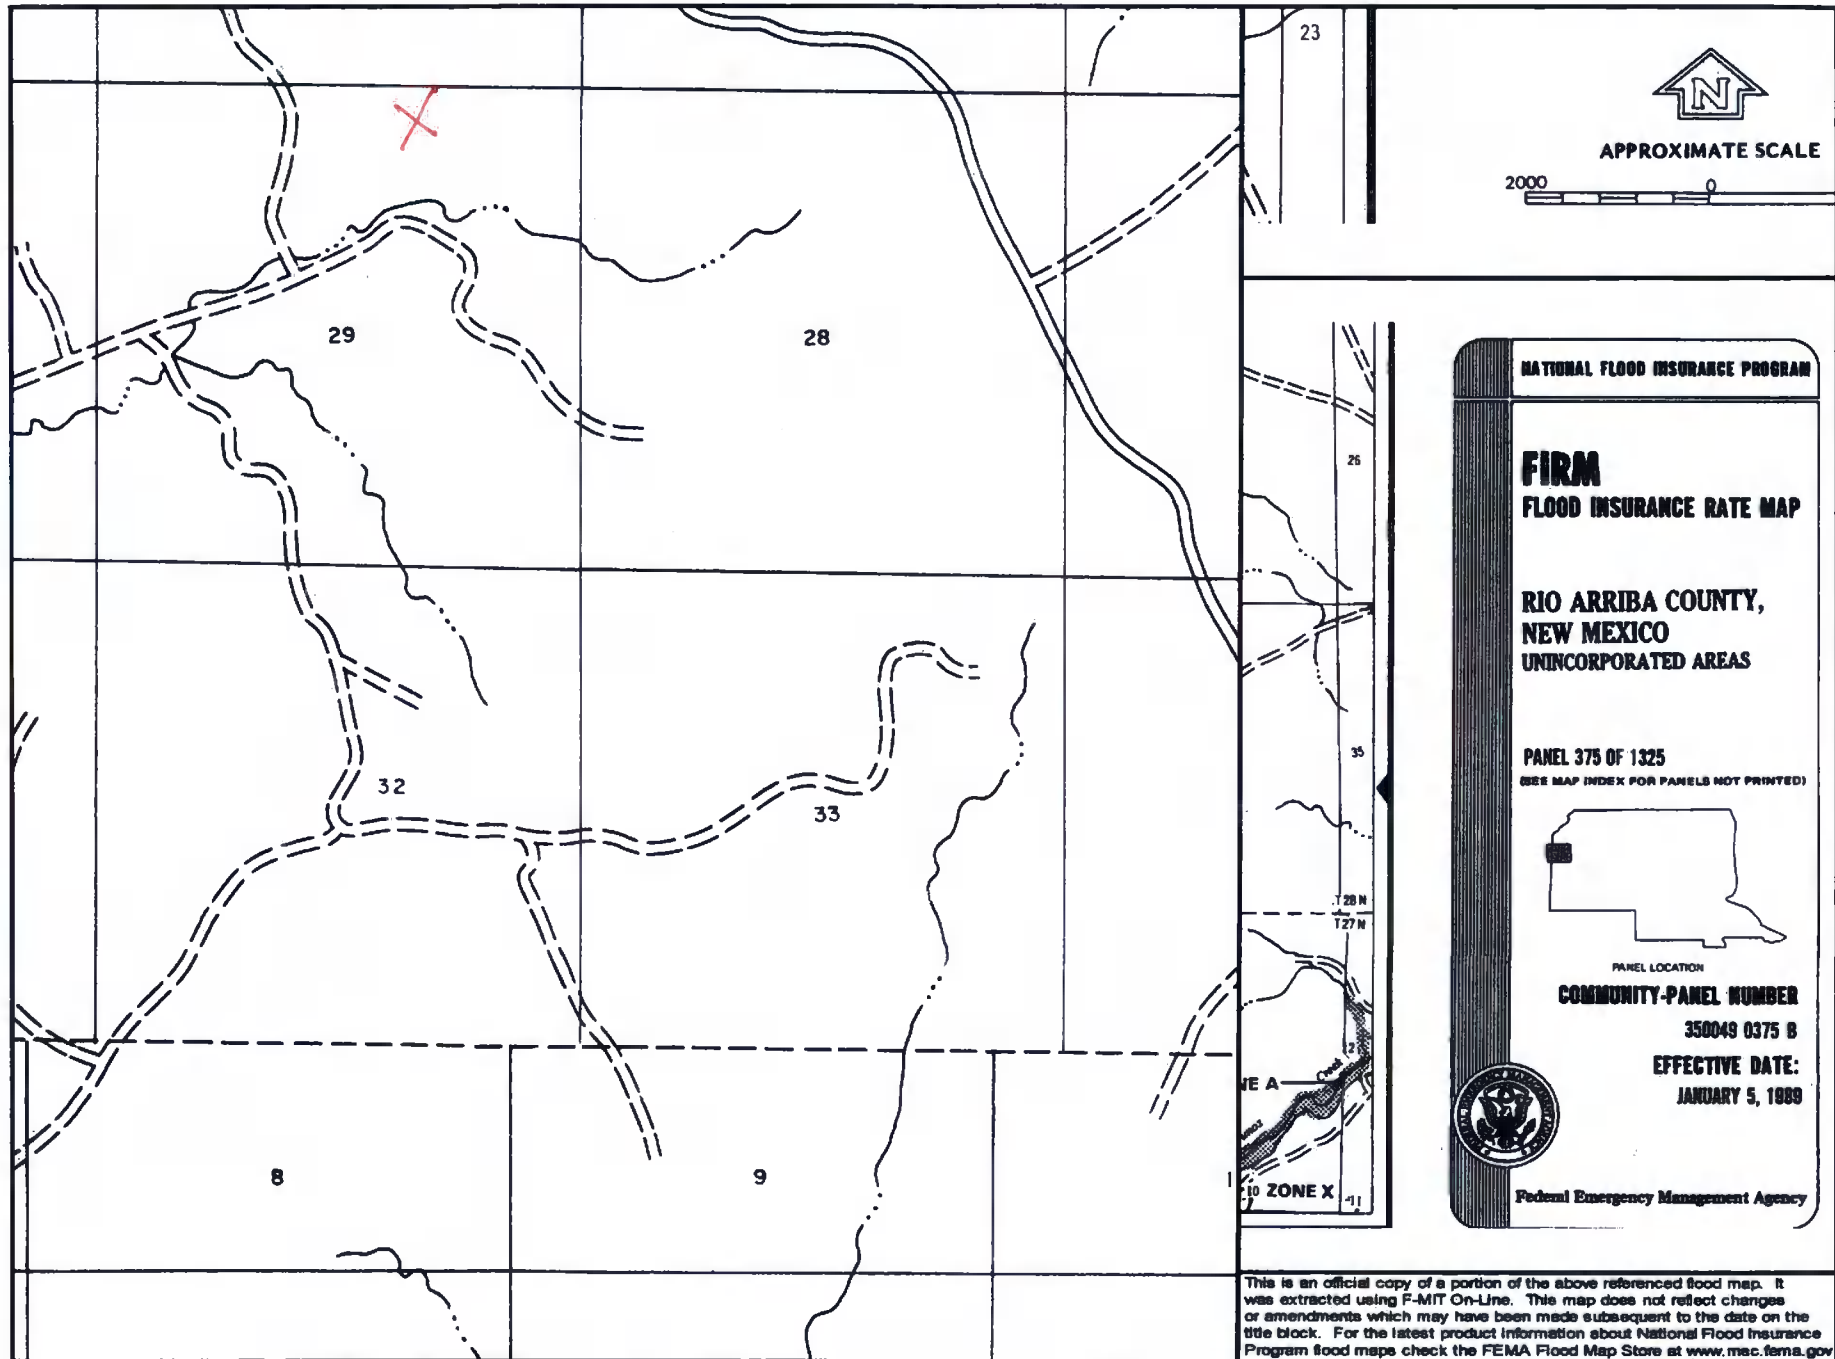 29
28
32
33
8
9
23
N
APPROXIMATE SCALE
2000 0
26
35
T28N
T27N
12
Creek
NE A
10 ZONE X
11
NATIONAL FLOOD INSURANCE PROGRAM
FIRM
FLOOD INSURANCE RATE MAP
RIO ARRIBA COUNTY,
NEW MEXICO
UNINCORPORATED AREAS
PANEL 375 OF 1325
(SEE MAP INDEX FOR PANELS NOT PRINTED)
PANEL LOCATION
COMMUNITY-PANEL NUMBER
350049 0375 B
EFFECTIVE DATE:
JANUARY 5, 1989
Federal Emergency Management Agency
This is an official copy of a portion of the above referenced flood map. It
was extracted using F-MIT On-Line. This map does not reflect changes
or amendments which may have been made subsequent to the date on the
title block. For the latest product information about National Flood Insurance
Program flood maps check the FEMA Flood Map Store at www.msc.fema.gov